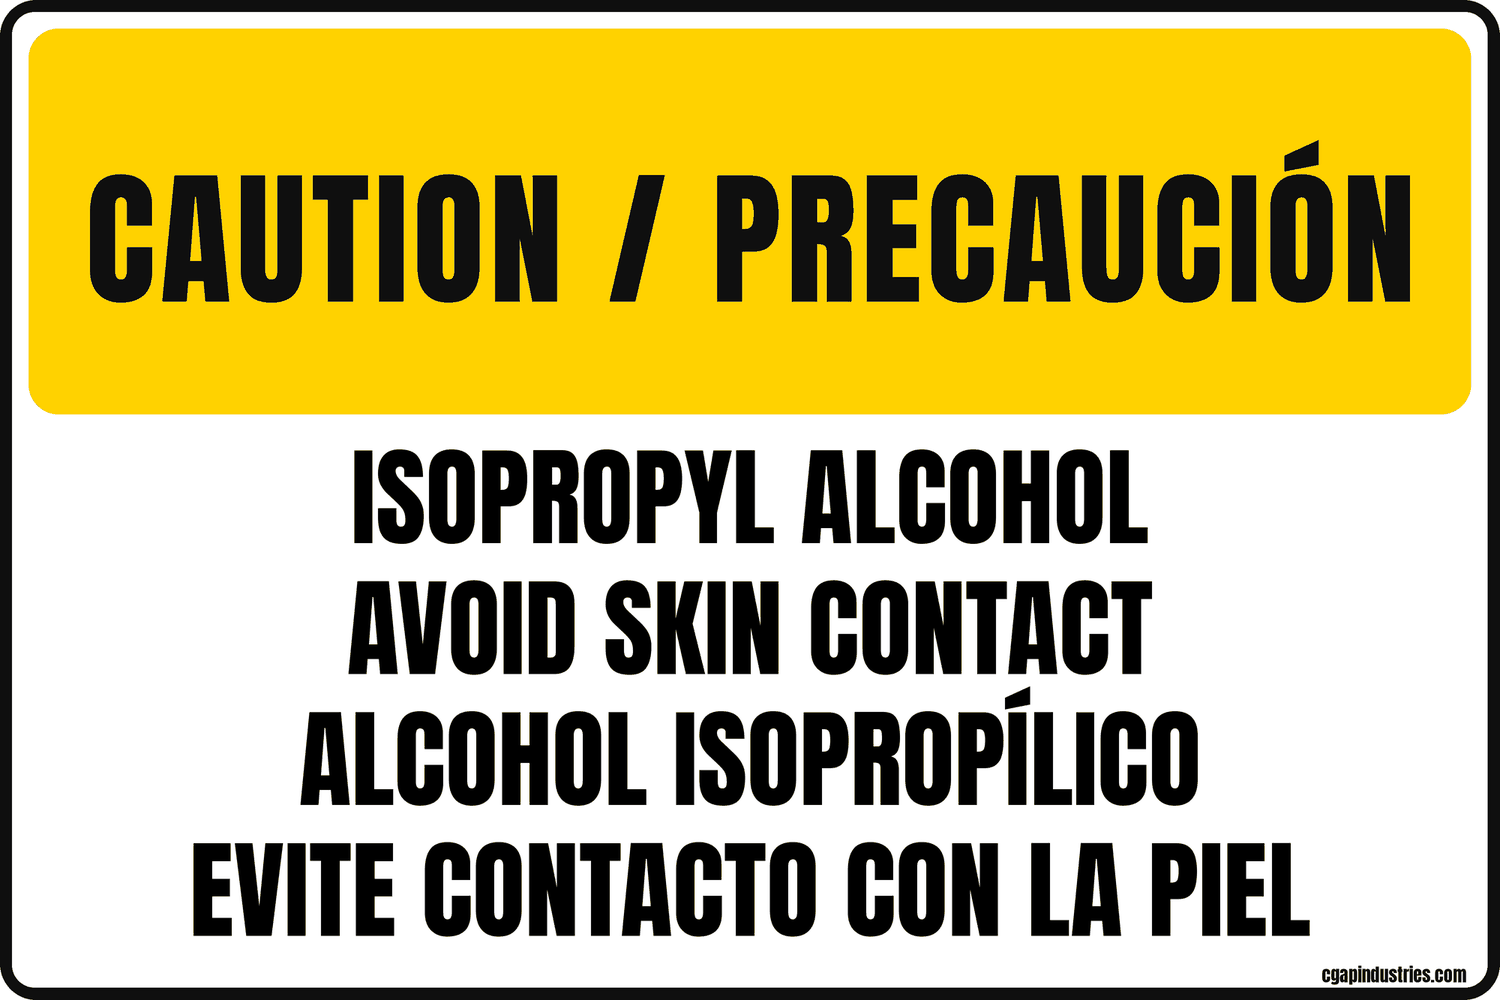 CAUTION / PRECAUCIÓN
ISOPROPYL ALCOHOL
AVOID SKIN CONTACT
ALCOHOL ISOPROPÍLICO
EVITE CONTACTO CON LA PIEL
cgapindustries.com